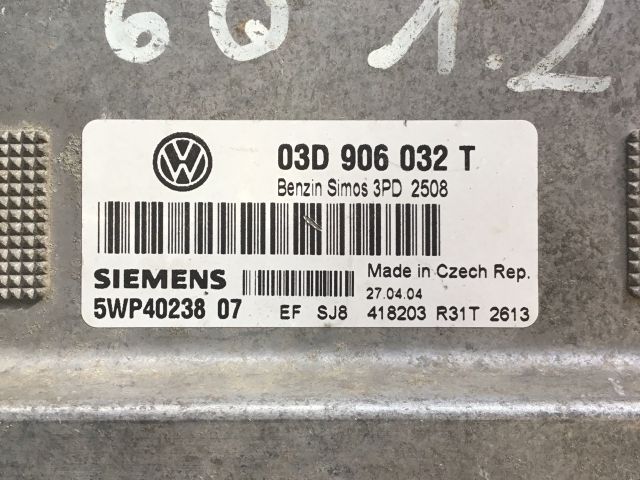 60 1.2
03D 906 032 T
Benzin Simos 3PD 2508
SIEMENS
Made in Czech Rep.
27.04.04
5WP40238 07
EF SJ8 418203 R31T 2613